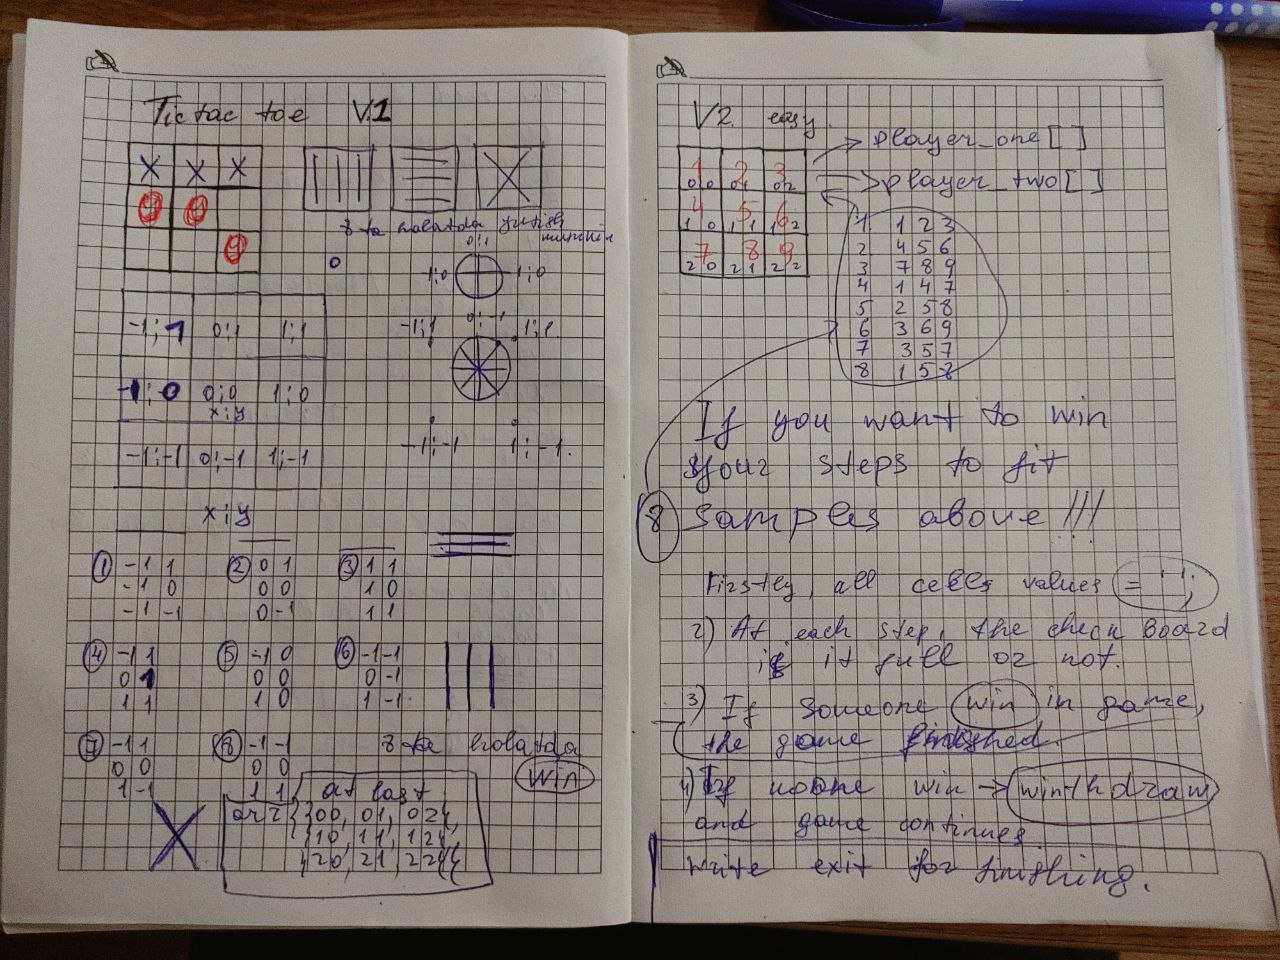 Tictac toe V.1
X X X
8 ta holatda yutish mumkin
0;1
-1;0 1;0
-1;1 0;1 1;1
-1;0 0;0 1;0
x;y
-1;-1 0;-1 1;-1
x;y
-1;1 0;-1 1;1
-1;-1 1;-1.
① -1 1
-1 0
-1 -1
② 0 1
0 0
0 -1
③ 1 1
1 0
1 1
④ -1 1
0 1
1 1
⑤ -1 0
0 0
1 0
⑥ -1 -1
0 -1
1 -1
⑦ -1 1
0 0
1 -1
⑧ -1 -1
0 0
1 1
8 ta holatda
win
at last
arr {{00, 01, 02},
{10, 11, 12},
{20, 21, 22}}
V2 easy
player_one[ ]
player_two[ ]
1 2 3
00 01 02
4 5 6
10 11 12
7 8 9
20 21 22
1 1 2 3
2 4 5 6
3 7 8 9
4 1 4 7
5 2 5 8
6 3 6 9
7 3 5 7
8 1 5 8
If you want to win
your steps to fit
8 Samples above!!!
Firstly, all cells values = ' ';
2) At each step, the check board
is it full or not.
3) If someone win in game,
the game finished.
4) If noone win → winthdraw
and game continues
write exit for finishing.